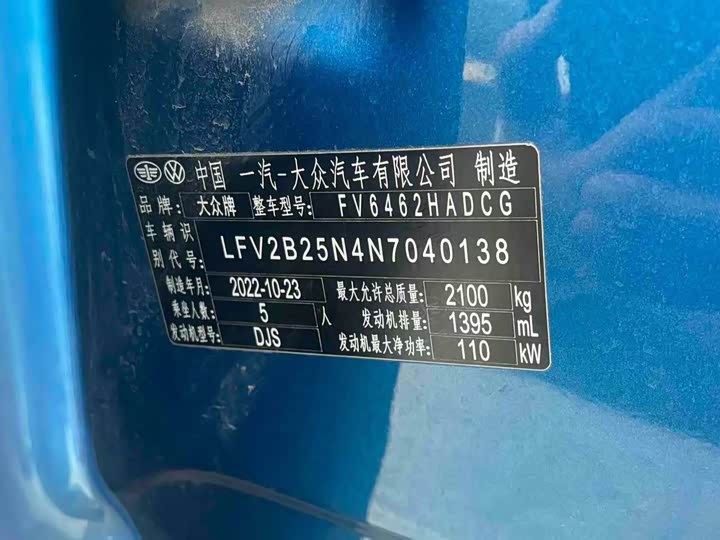 中国 一汽-大众汽车有限公司 制造
品牌: 大众牌 整车型号: FV6462HADCG
车辆识别代号: LFV2B25N4N7040138
制造年月: 2022-10-23 最大允许总质量: 2100 kg
乘坐人数: 5 人 发动机排量: 1395 mL
发动机型号: DJS 发动机最大净功率: 110 kW